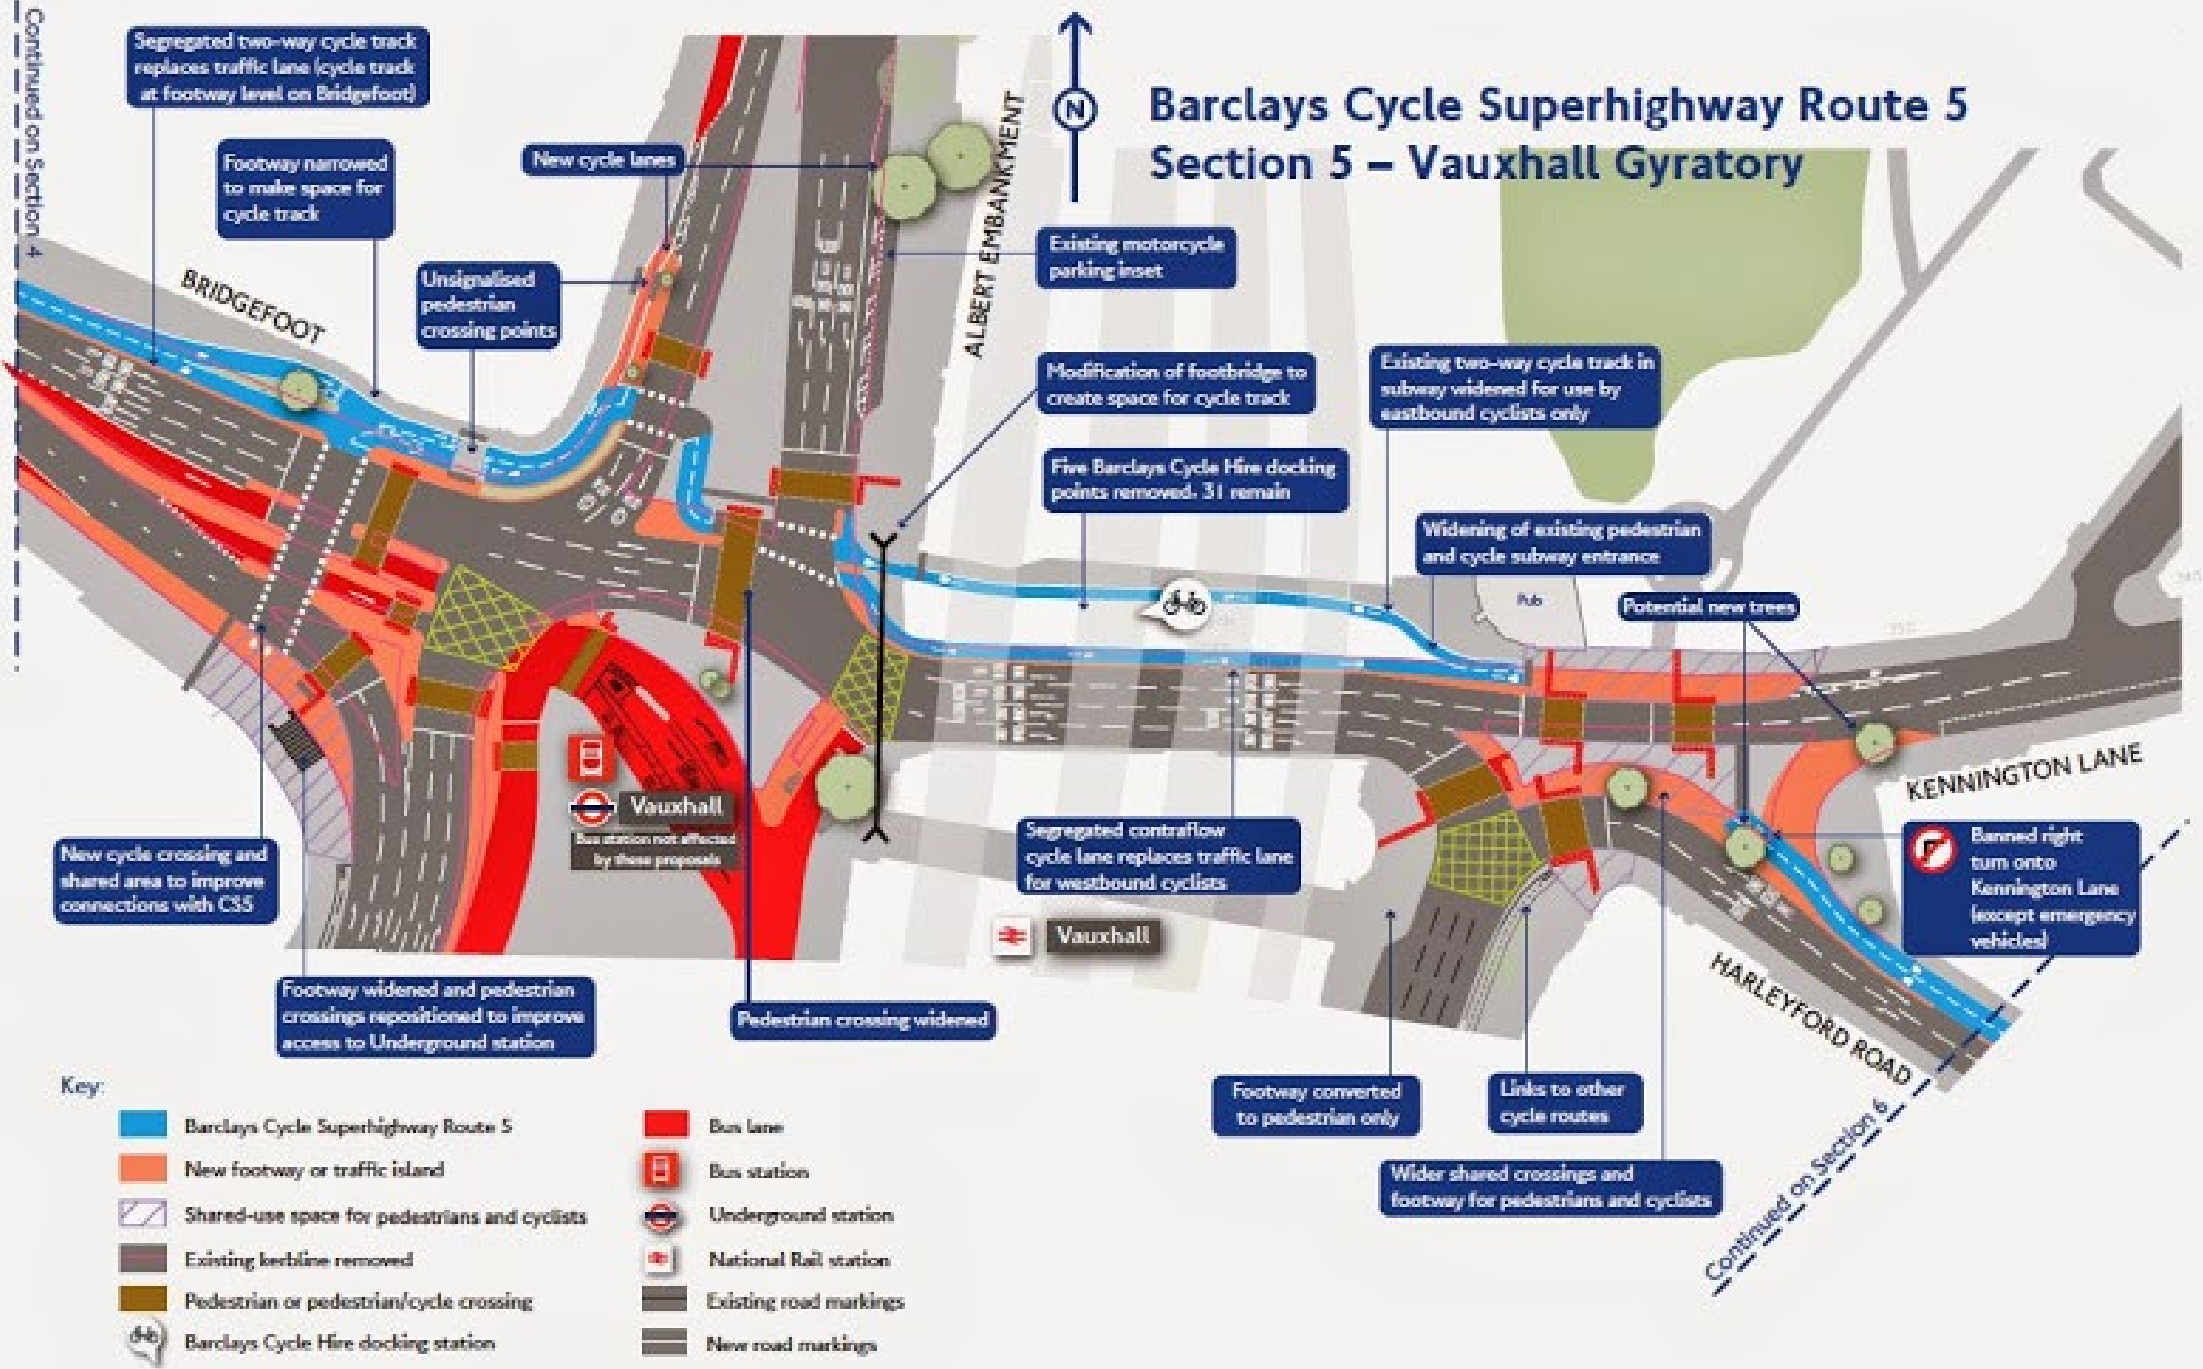 Continued on Section 4
Segregated two-way cycle track
replaces traffic lane (cycle track
at footway level on Bridgefoot)
Footway narrowed
to make space for
cycle track
New cycle lanes
Unsignalised
pedestrian
crossing points
BRIDGEFOOT
ALBERT EMBANKMENT
N
Barclays Cycle Superhighway Route 5
Section 5 – Vauxhall Gyratory
Existing motorcycle
parking inset
Modification of footbridge to
create space for cycle track
Existing two-way cycle track in
subway widened for use by
eastbound cyclists only
Five Barclays Cycle Hire docking
points removed. 31 remain
Widening of existing pedestrian
and cycle subway entrance
Pub
Potential new trees
KENNINGTON LANE
Banned right
turn onto
Kennington Lane
(except emergency
vehicles)
HARLEYFORD ROAD
Continued on Section 6
Vauxhall
Bus station not affected
by these proposals
Segregated contraflow
cycle lane replaces traffic lane
for westbound cyclists
Vauxhall
New cycle crossing and
shared area to improve
connections with CS5
Footway widened and pedestrian
crossings repositioned to improve
access to Underground station
Pedestrian crossing widened
Footway converted
to pedestrian only
Links to other
cycle routes
Wider shared crossings and
footway for pedestrians and cyclists
Key:
Barclays Cycle Superhighway Route 5
New footway or traffic island
Shared-use space for pedestrians and cyclists
Existing kerbline removed
Pedestrian or pedestrian/cycle crossing
Barclays Cycle Hire docking station
Bus lane
Bus station
Underground station
National Rail station
Existing road markings
New road markings